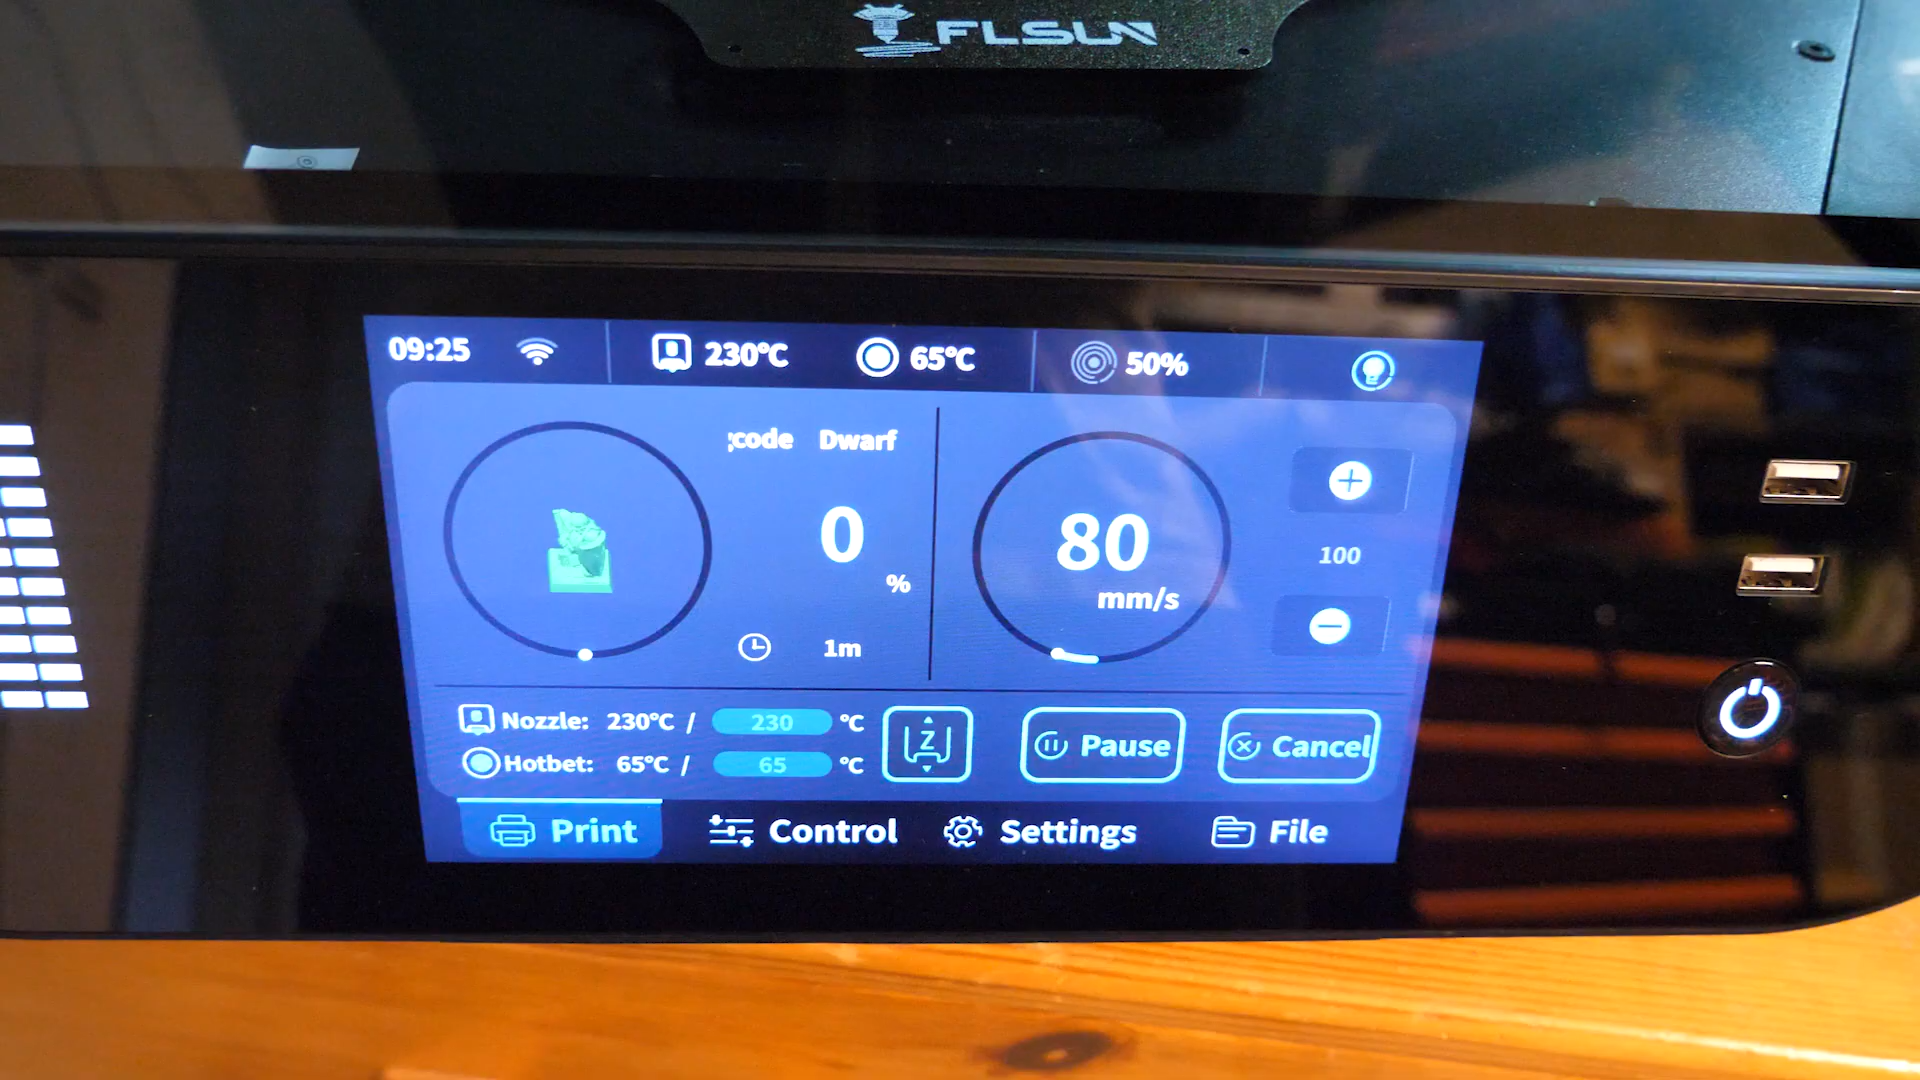 FLSUN
09:25 230°C 65°C 50%
;code Dwarf
0
%
1m
80
mm/s
100
Nozzle: 230°C / 230 °C
Hotbet: 65°C / 65 °C
Z
Pause
Cancel
Print Control Settings File